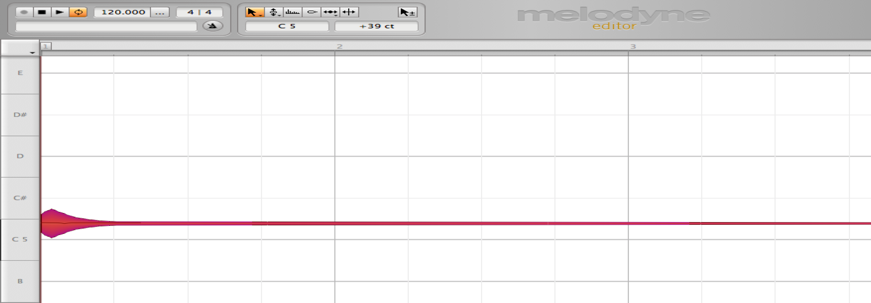 120.000 ... 4 | 4
C 5 +39 ct
melodyne
editor
1 2 3
E
D#
D
C#
C 5
B